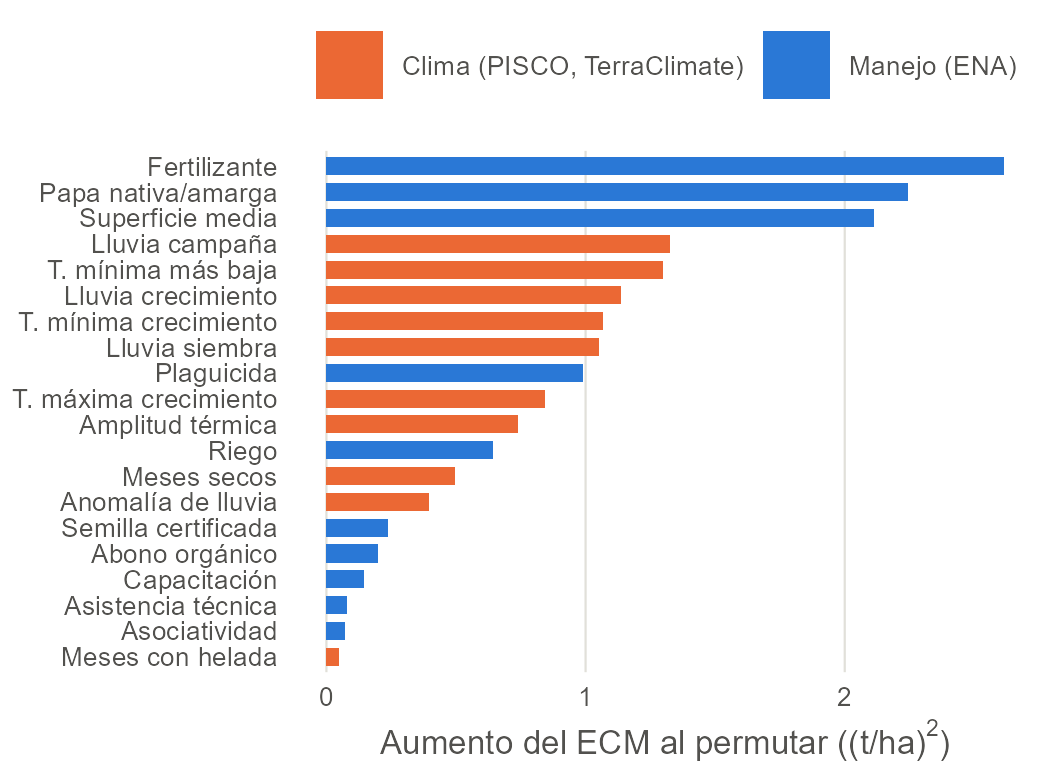 Clima (PISCO, TerraClimate) Manejo (ENA)
Fertilizante
Papa nativa/amarga
Superficie media
Lluvia campaña
T. mínima más baja
Lluvia crecimiento
T. mínima crecimiento
Lluvia siembra
Plaguicida
T. máxima crecimiento
Amplitud térmica
Riego
Meses secos
Anomalía de lluvia
Semilla certificada
Abono orgánico
Capacitación
Asistencia técnica
Asociatividad
Meses con helada
0 1 2
Aumento del ECM al permutar ((t/ha)²)